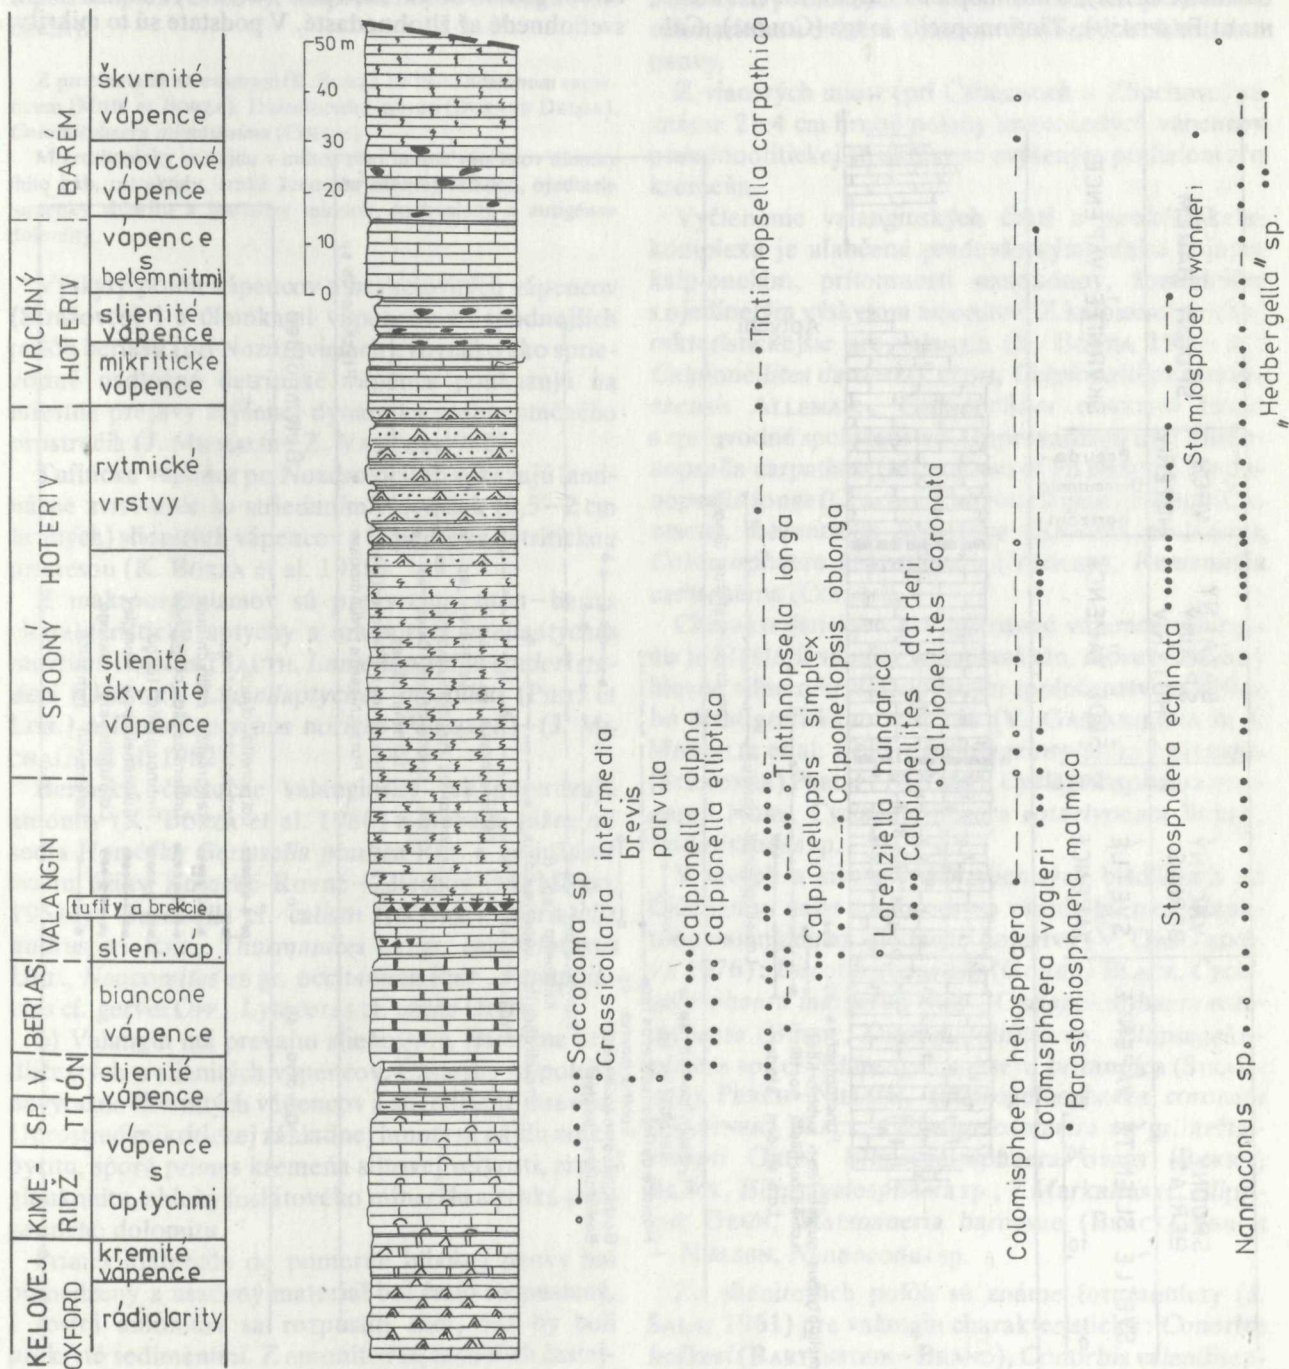 VRCHNÝ
HOTERIV - BAREM
SPODNÝ HOTERIV
VALANGIN
BERIAS
SP. V.
TITÓN
KIME-
RIDŽ
KELOVEJ
OXFORD
škvrnité
vápence
rohovcové
vápence
vápence
s
belemnitmi
slienité
vápence
mikritické
vápence
rytmické
vrstvy
slienité
škvrnité
vápence
tufity a brekcie
slien. váp.
biancone
vápence
slienité
vápence
vápence
s
aptychmi
kremité
vápence
rádiolarity
50 m
40
30
20
10
0
Saccocoma sp
Crassicollaria intermedia
brevis
parvula
Calpionella alpina
Calpionella elliptica
Tintinnopsella carpathica
Tintinnopsella longa
Calpionellopsis simplex
Calpionellopsis oblonga
Lorenziella hungarica
Calpionellites darderi
Calpionellites coronata
Colomisphaera heliosphaera
Colomisphaera vogleri
Parastomiosphaera malmica
Stomiosphaera echinata
Stomiosphaera wanneri
Nannoconus sp.
„Hedbergella" sp.